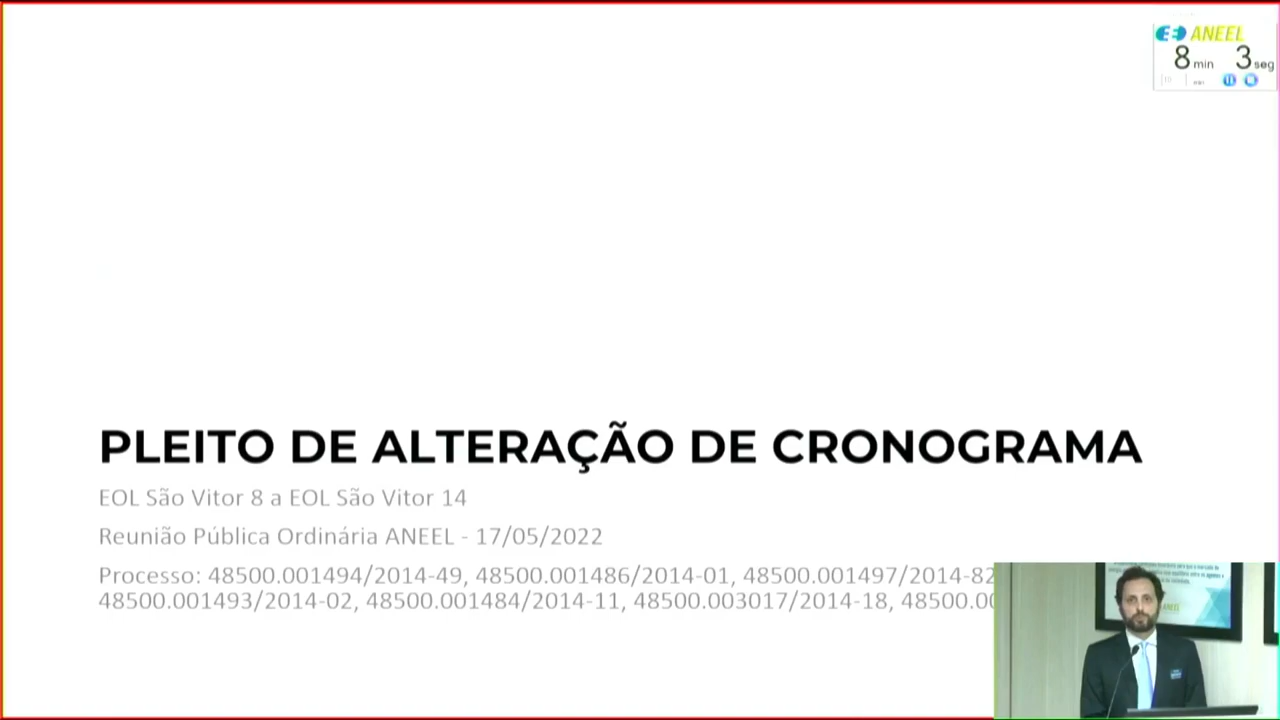 ANEEL
8 min 3 seg
PLEITO DE ALTERAÇÃO DE CRONOGRAMA
EOL São Vitor 8 a EOL São Vitor 14
Reunião Pública Ordinária ANEEL - 17/05/2022
Processo: 48500.001494/2014-49, 48500.001486/2014-01, 48500.001497/2014-82
48500.001493/2014-02, 48500.001484/2014-11, 48500.003017/2014-18, 48500.00